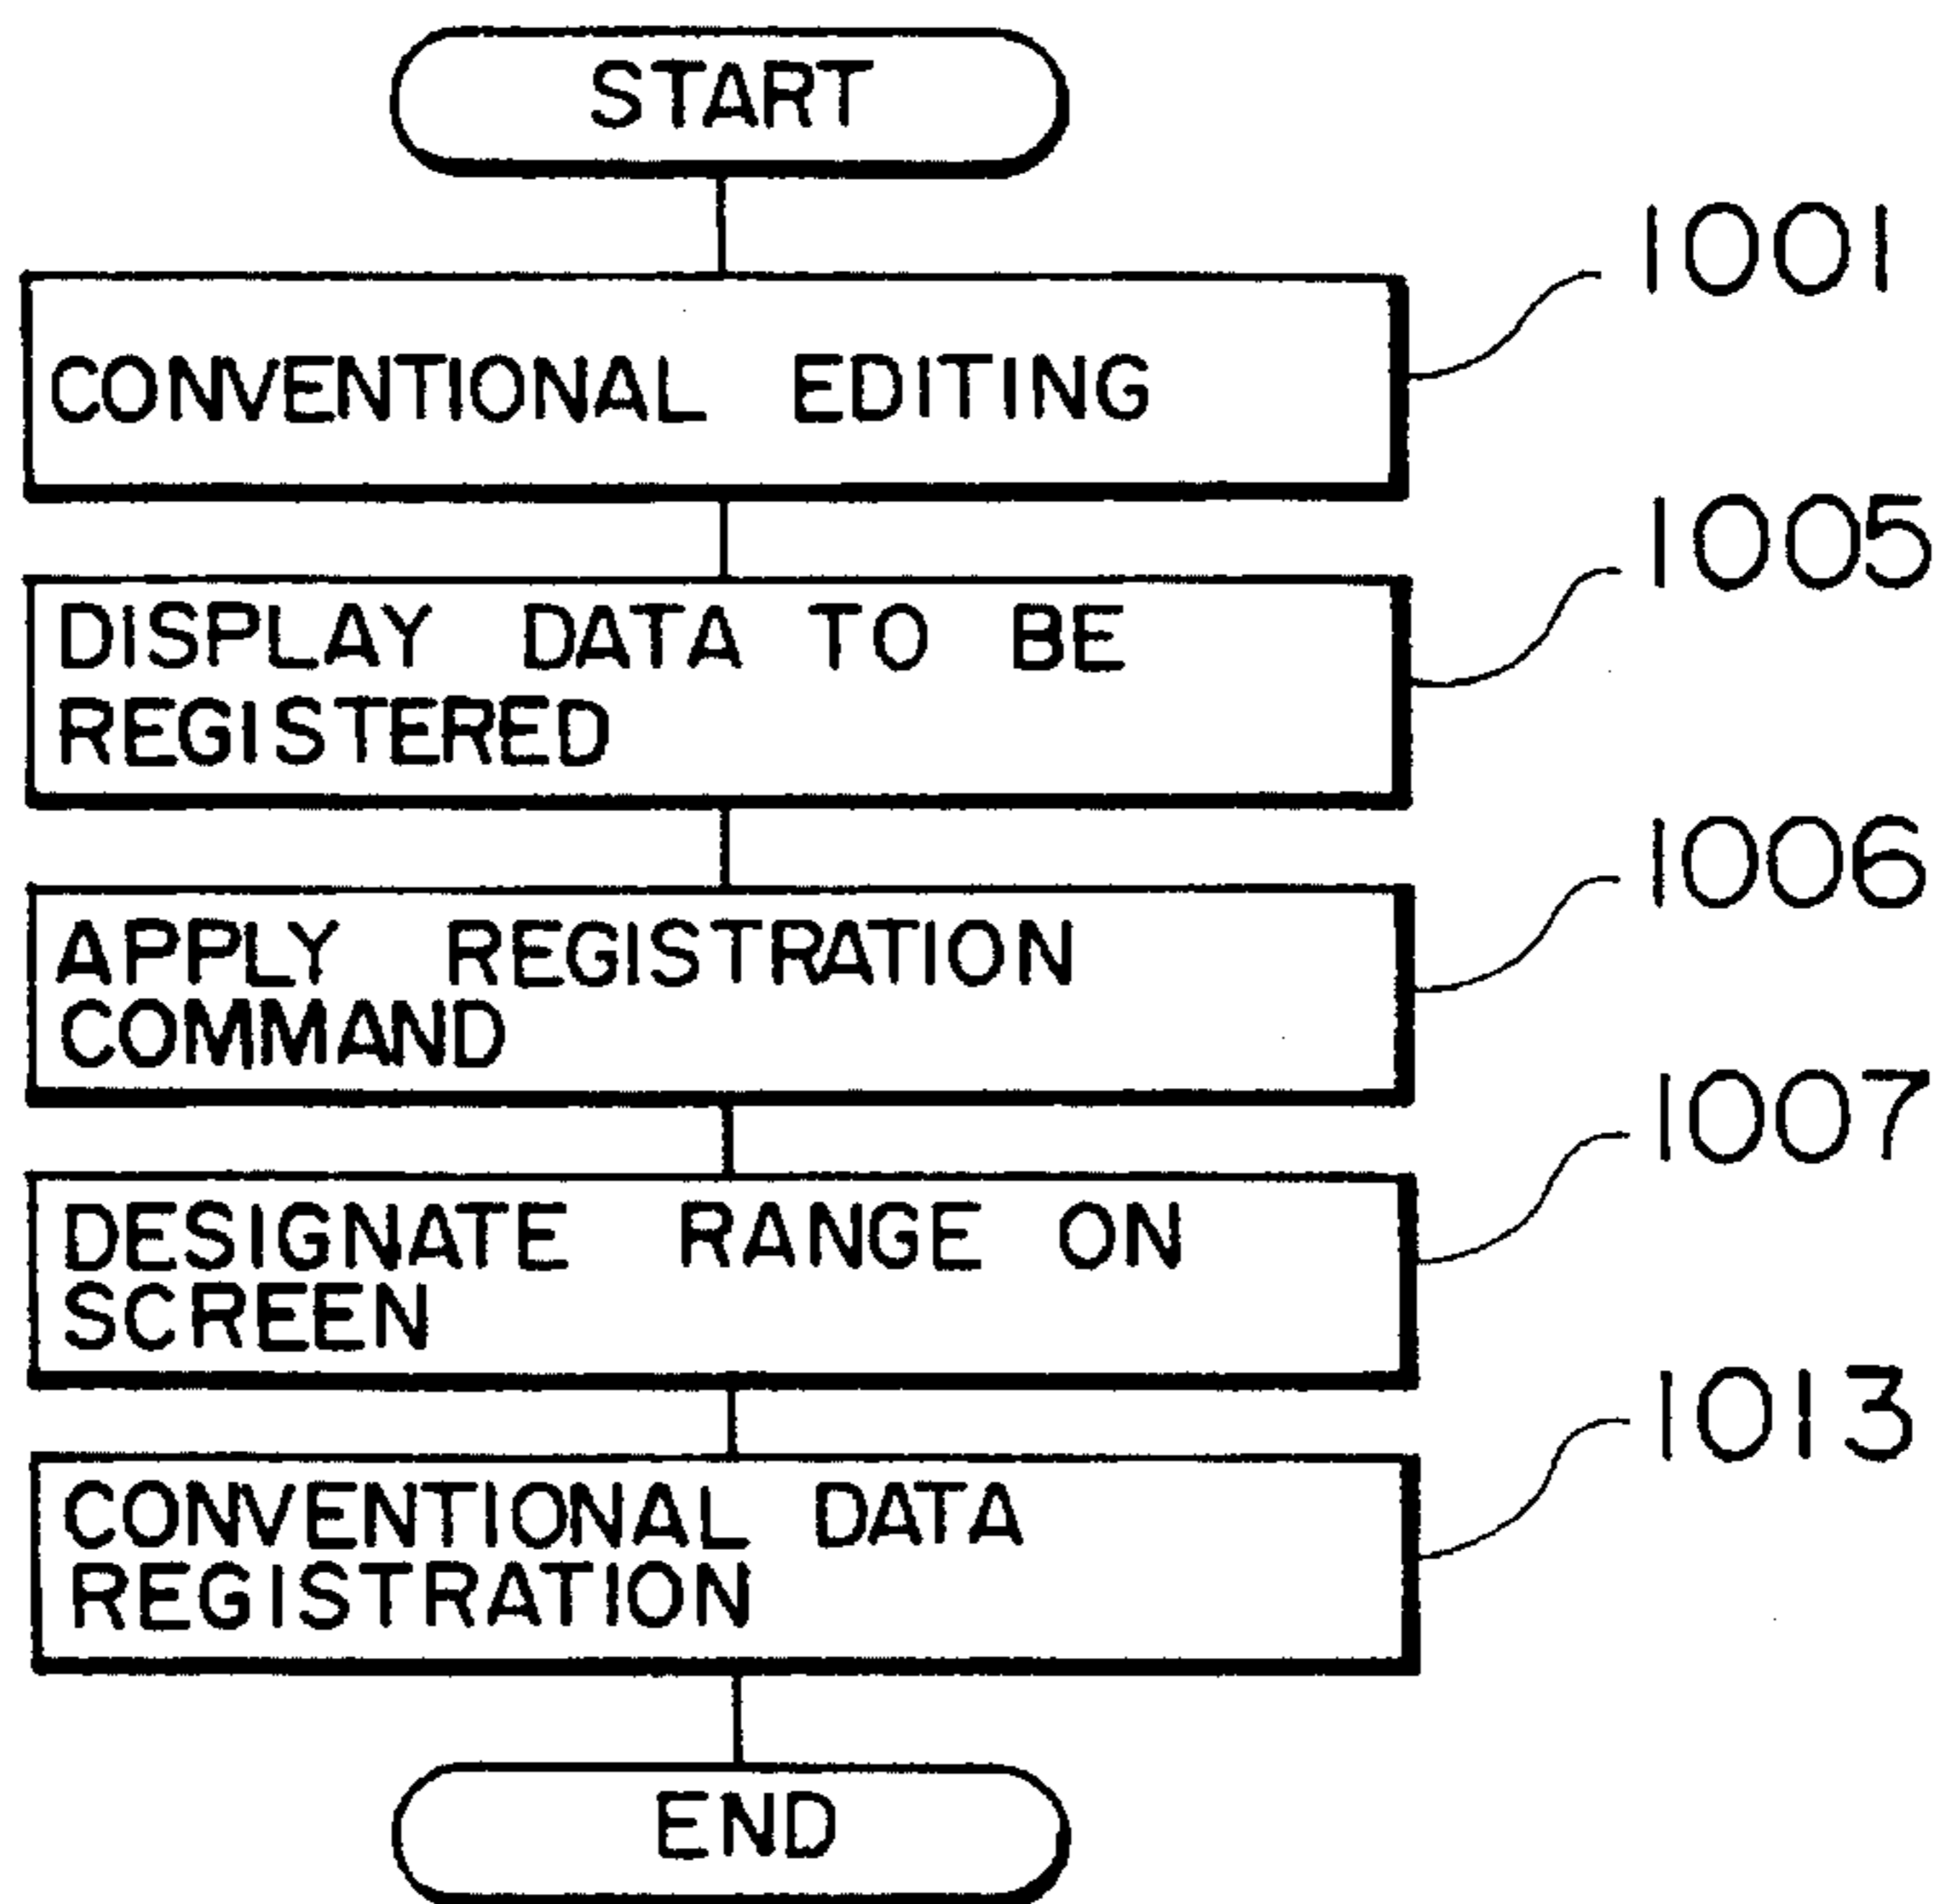 START
1001
CONVENTIONAL EDITING
1005
DISPLAY DATA TO BE
REGISTERED
1006
APPLY REGISTRATION
COMMAND
1007
DESIGNATE RANGE ON
SCREEN
1013
CONVENTIONAL DATA
REGISTRATION
END